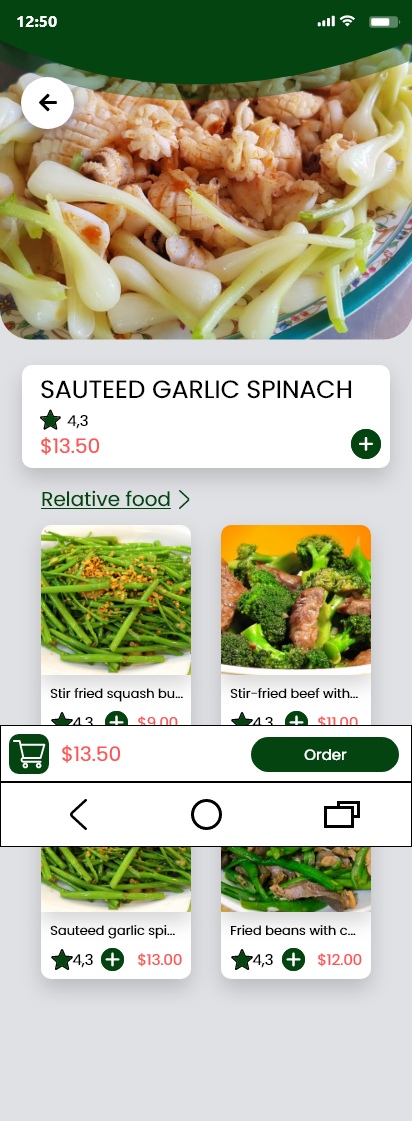 12:50
SAUTEED GARLIC SPINACH
4,3
$13.50
Relative food
Stir fried squash bu...
Stir-fried beef with...
4,3 $9.00
4,3 $11.00
$13.50
Order
Sauteed garlic spi...
Fried beans with c...
4,3 $13.00
4,3 $12.00